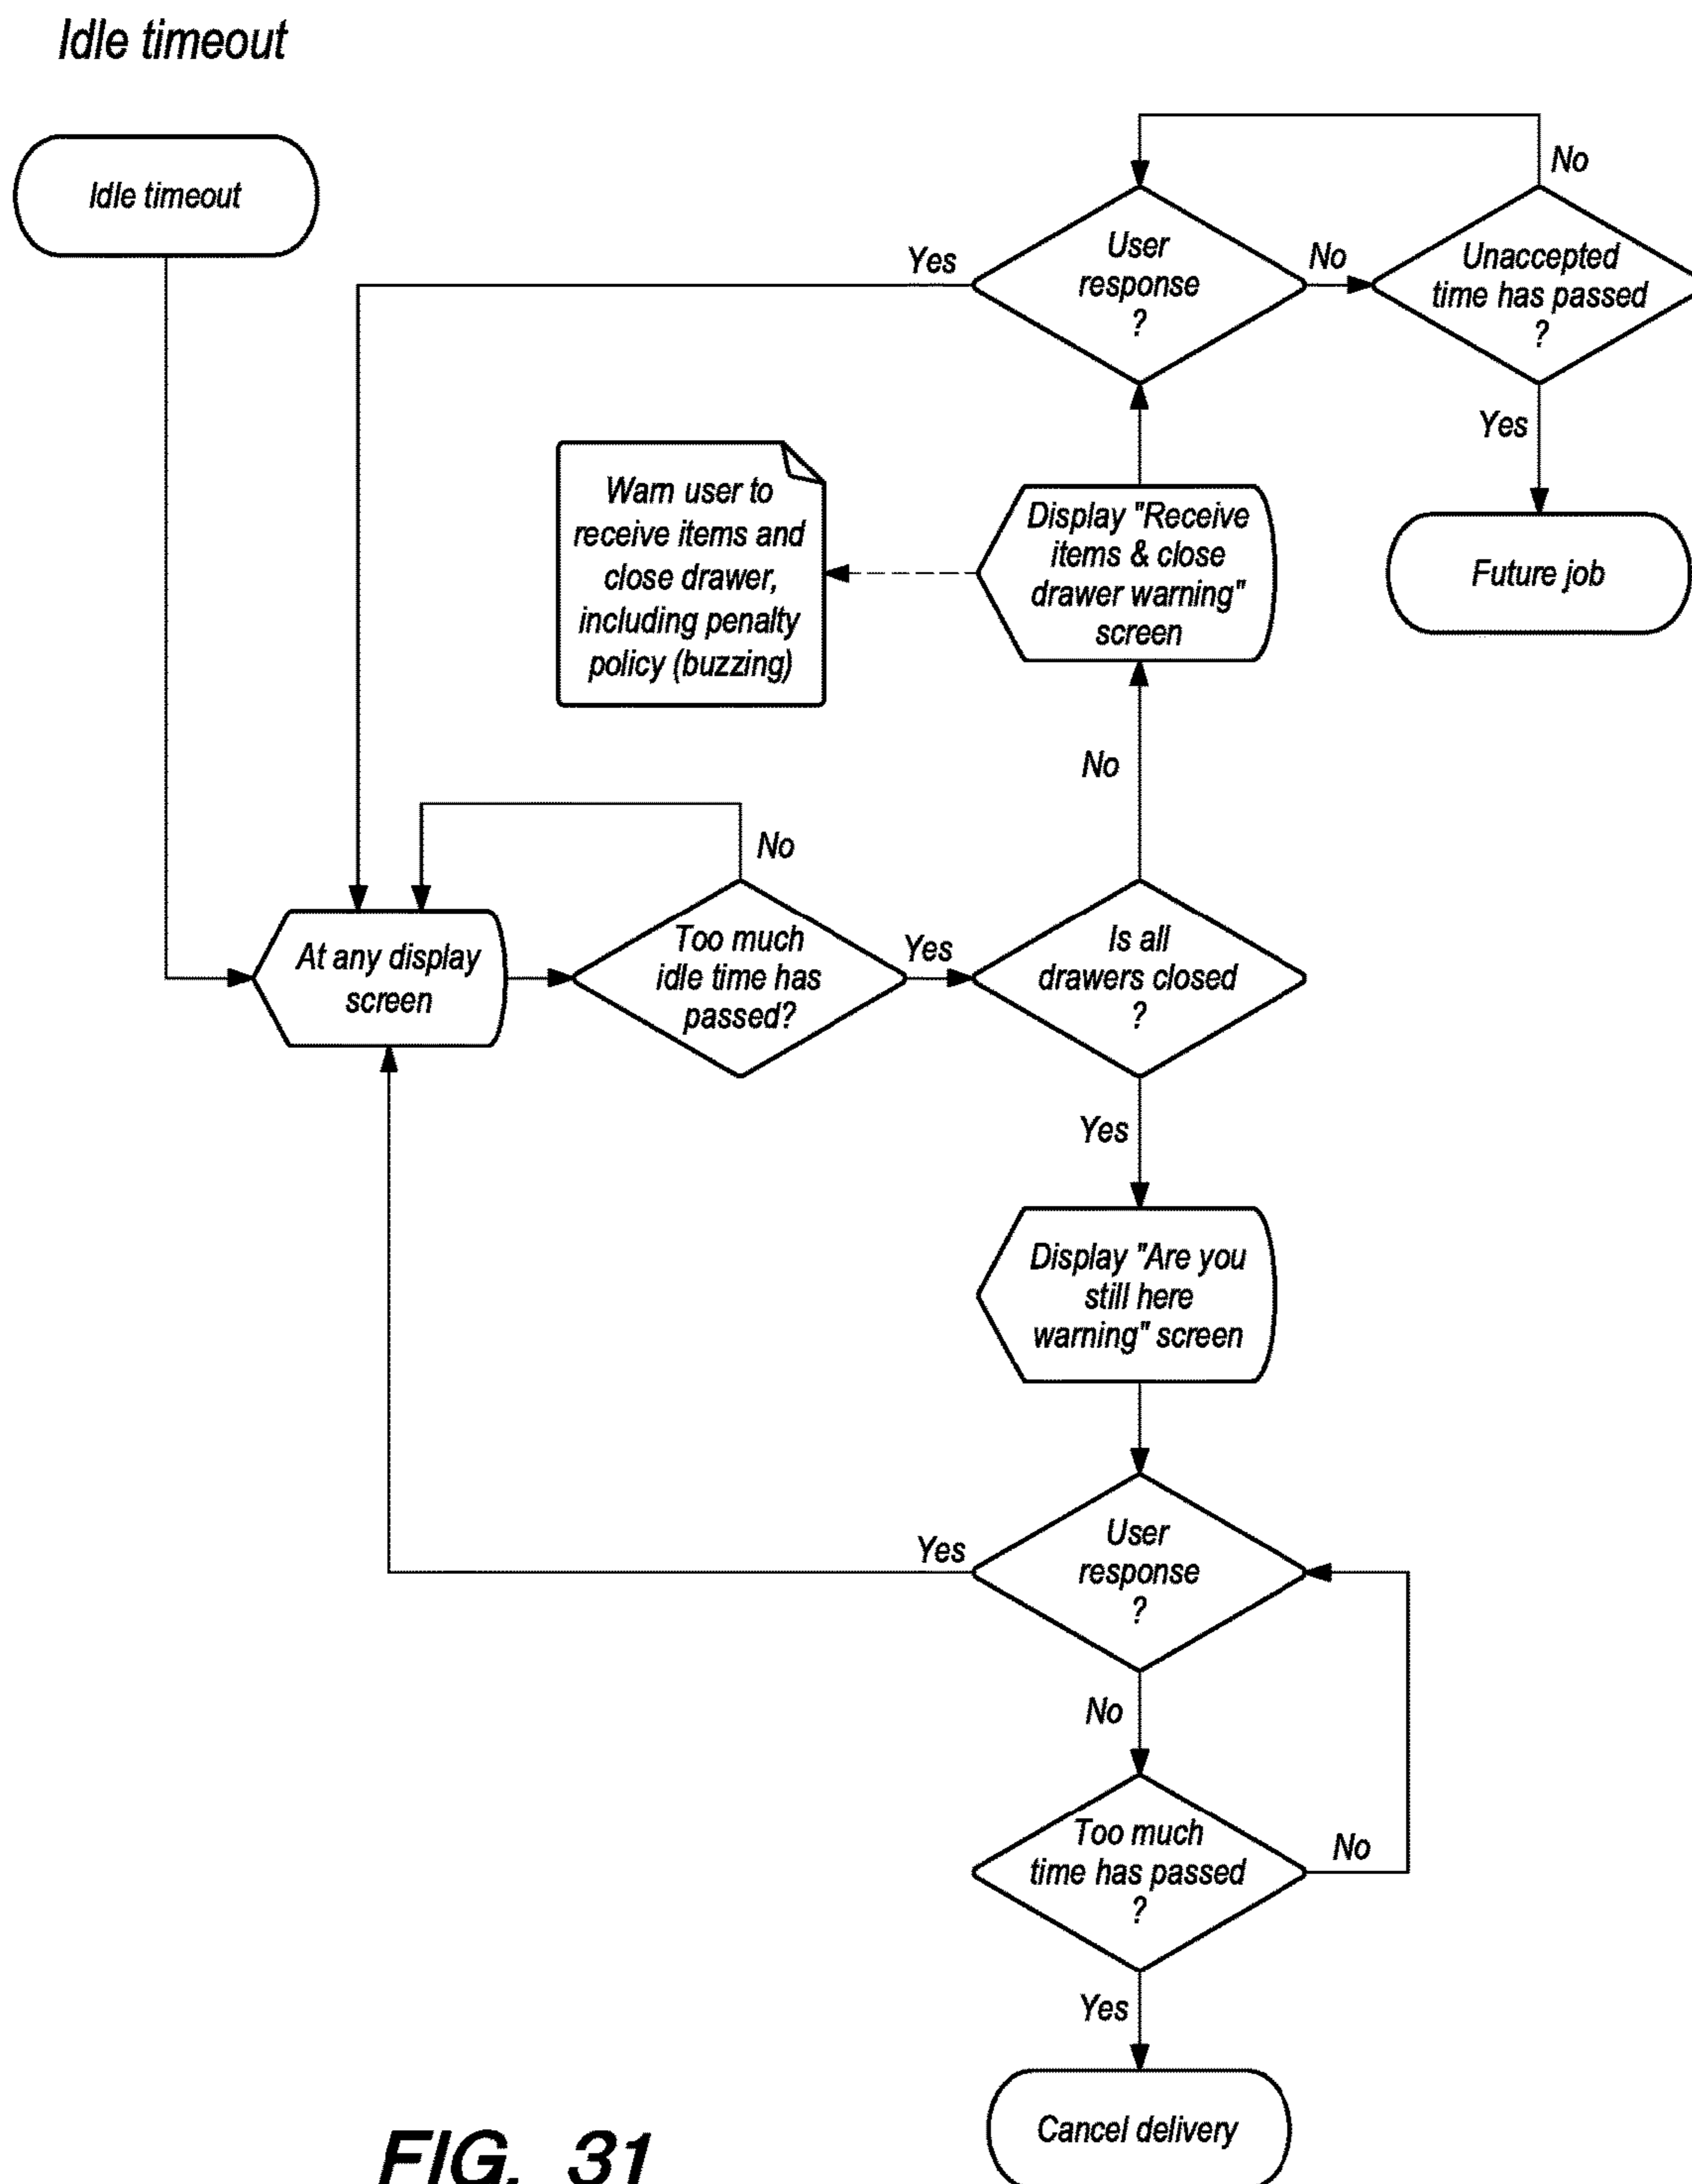 Idle timeout
Idle timeout
No
Yes
User
response
?
No
Unaccepted
time has passed
?
Yes
Warn user to
receive items and
close drawer,
including penalty
policy (buzzing)
Display "Receive
items & close
drawer warning"
screen
Future job
No
No
At any display
screen
Too much
idle time has
passed?
Yes
Is all
drawers closed
?
Yes
Display "Are you
still here
warning" screen
Yes
User
response
?
No
Too much
time has passed
?
No
Yes
Cancel delivery
FIG. 31